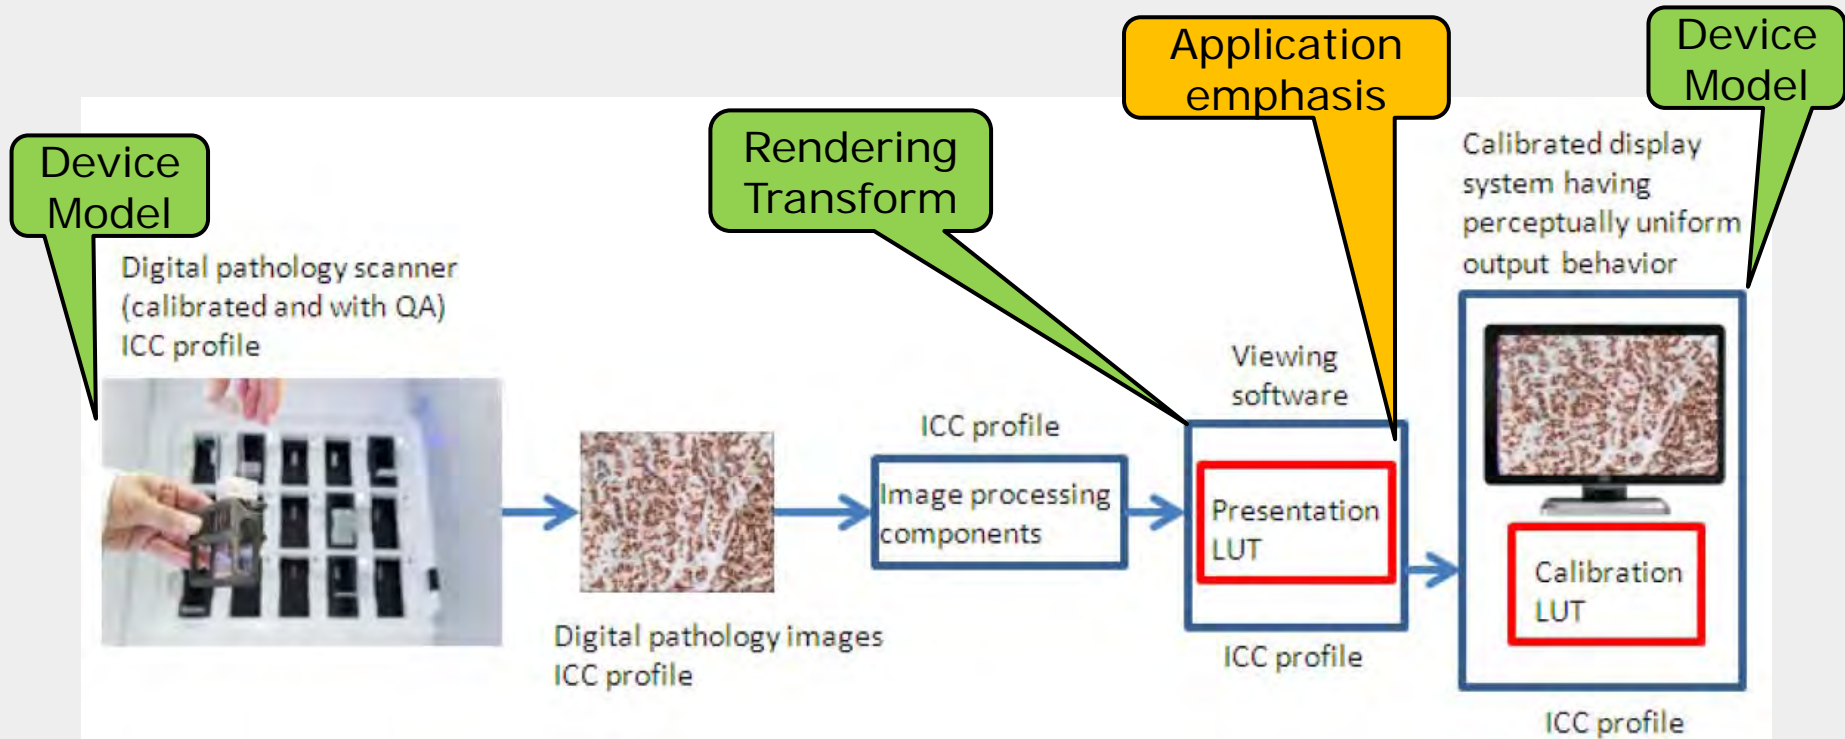 Device
Model
Digital pathology scanner
(calibrated and with QA)
ICC profile
Digital pathology images
ICC profile
Rendering
Transform
ICC profile
Image processing
components
Application
emphasis
Viewing
software
Presentation
LUT
ICC profile
Device
Model
Calibrated display
system having
perceptually uniform
output behavior
Calibration
LUT
ICC profile